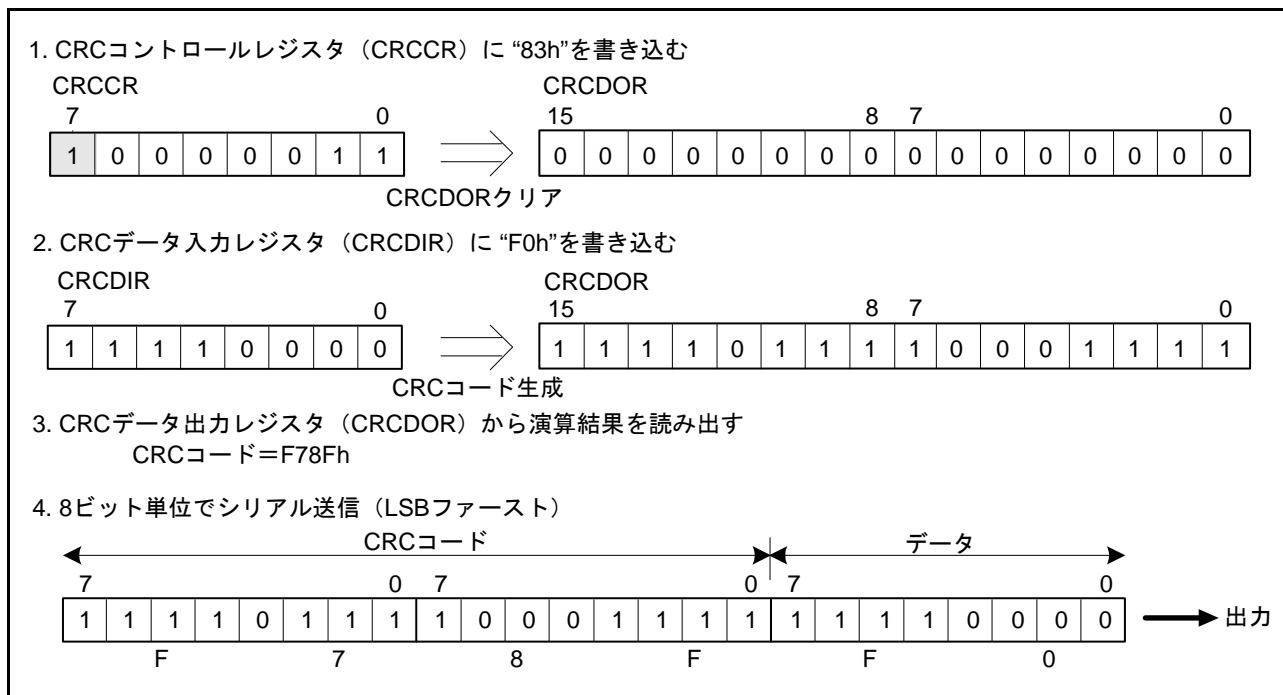 1. CRCコントロールレジスタ（CRCCR）に “83h”を書き込む
CRCCR CRCDOR
7 0 15 8 7 0
1 0 0 0 0 0 1 1 0 0 0 0 0 0 0 0 0 0 0 0 0 0 0 0
CRCDORクリア
2. CRCデータ入力レジスタ（CRCDIR）に “F0h”を書き込む
CRCDIR CRCDOR
7 0 15 8 7 0
1 1 1 1 0 0 0 0 1 1 1 1 0 1 1 1 1 0 0 0 1 1 1 1
CRCコード生成
3. CRCデータ出力レジスタ（CRCDOR）から演算結果を読み出す
CRCコード＝F78Fh
4. 8ビット単位でシリアル送信（LSBファースト）
CRCコード データ
7 0 7 0 7 0
1 1 1 1 0 1 1 1 1 0 0 0 1 1 1 1 1 1 1 1 0 0 0 0 出力
F 7 8 F F 0